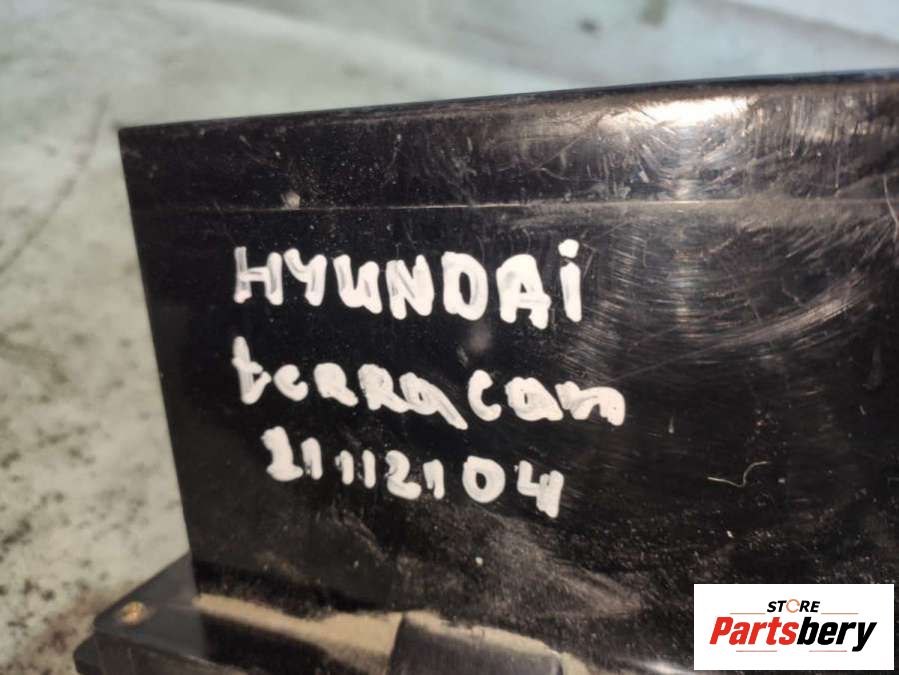 HYUNDAi
terracan
21112104
STORE
Partsbery